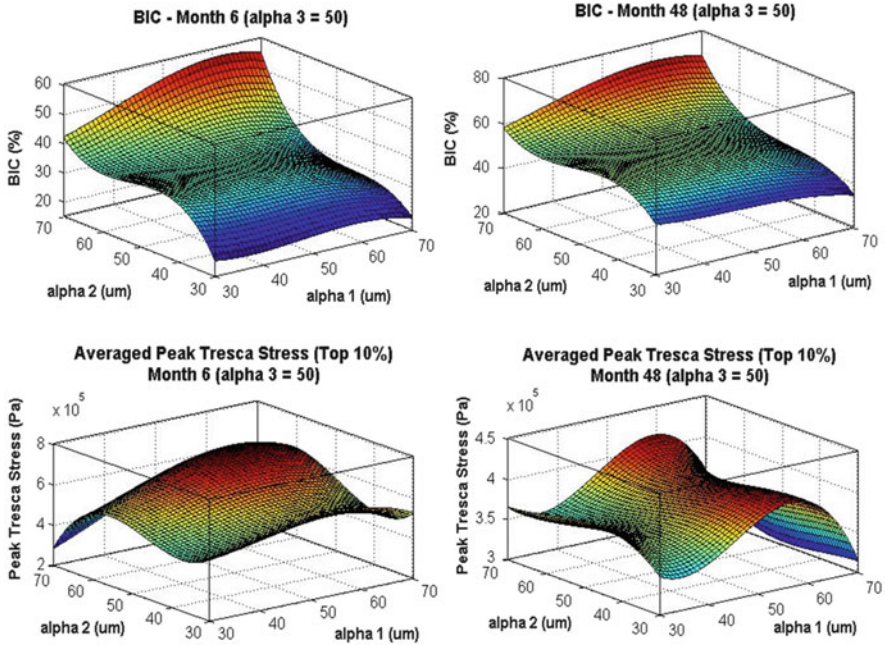 BIC - Month 6 (alpha 3 = 50)
60
50
40
30
20
BIC (%)
70
60
50
40
30
alpha 2 (um)
30
40
50
60
70
alpha 1 (um)
BIC - Month 48 (alpha 3 = 50)
80
60
40
20
BIC (%)
70
60
50
40
30
alpha 2 (um)
30
40
50
60
70
alpha 1 (um)
Averaged Peak Tresca Stress (Top 10%)
Month 6 (alpha 3 = 50)
x 10^5
8
6
4
2
Peak Tresca Stress (Pa)
70
60
50
40
30
alpha 2 (um)
30
40
50
60
70
alpha 1 (um)
Averaged Peak Tresca Stress (Top 10%)
Month 48 (alpha 3 = 50)
x 10^5
4.5
4
3.5
3
Peak Tresca Stress (Pa)
70
60
50
40
30
alpha 2 (um)
30
40
50
60
70
alpha 1 (um)